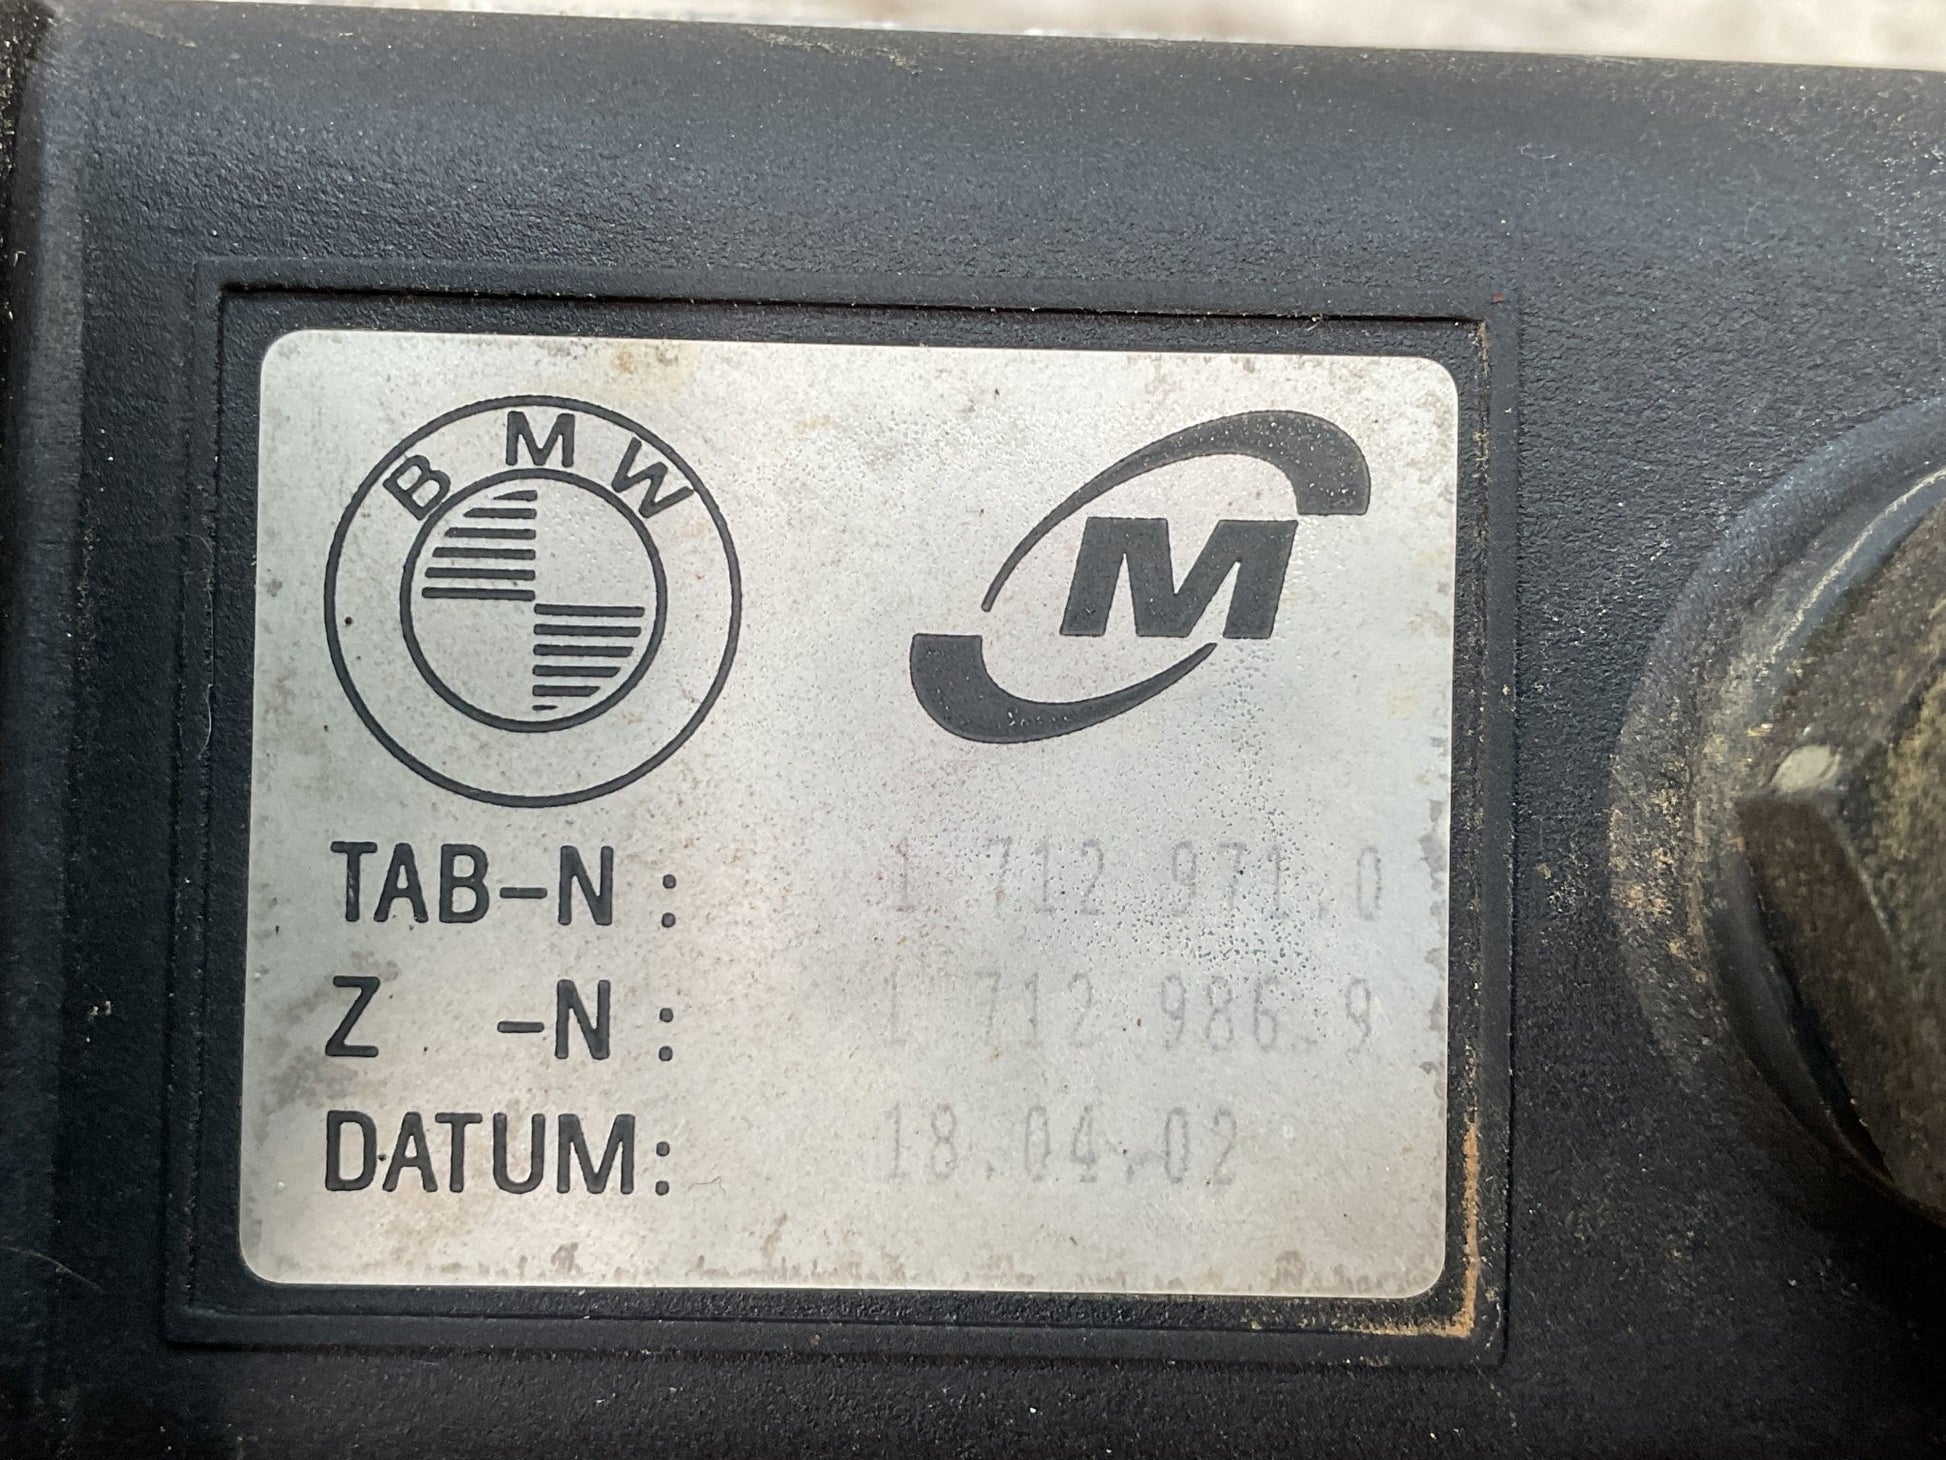 BMW M
TAB-N: 1 712 971.0
Z -N: 1 712 986.9
DATUM: 18.04.02